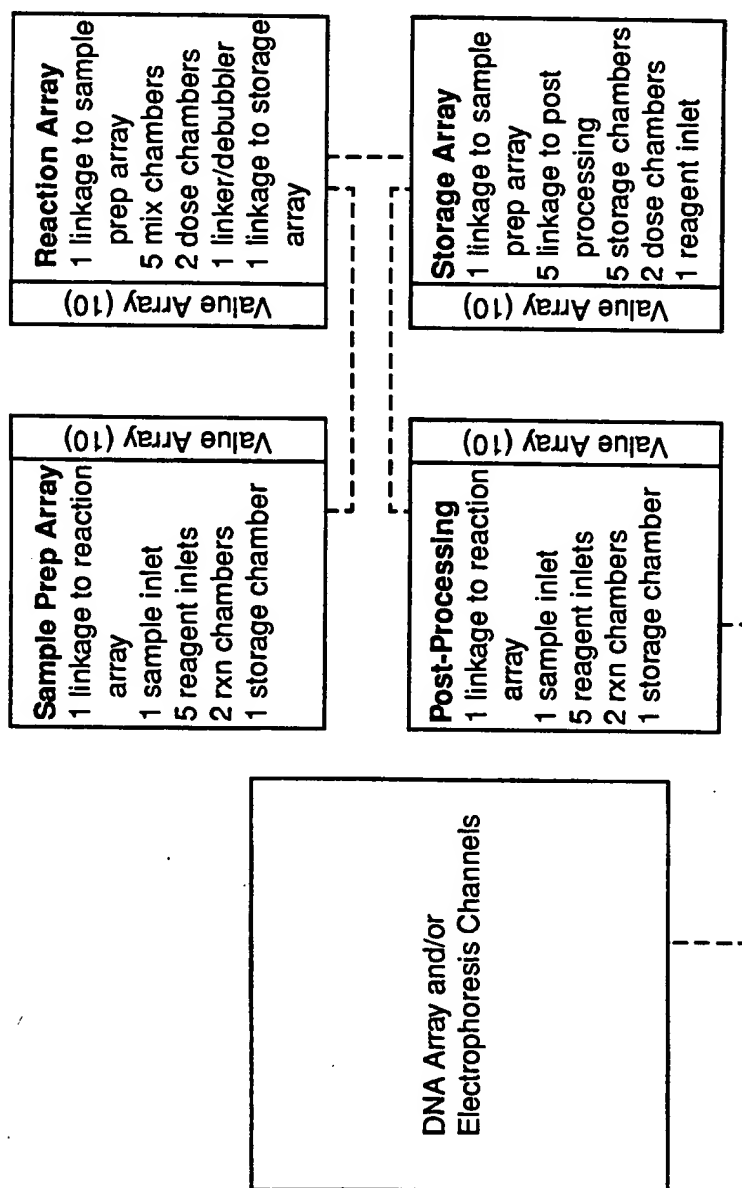 Sample Prep Array
1 linkage to reaction
array
1 sample inlet
5 reagent inlets
2 rxn chambers
1 storage chamber
Value Array (10)
Reaction Array
1 linkage to sample
prep array
5 mix chambers
2 dose chambers
1 linker/debubbler
1 linkage to storage
array
Value Array (10)
DNA Array and/or
Electrophoresis Channels
Post-Processing
1 linkage to reaction
array
1 sample inlet
5 reagent inlets
2 rxn chambers
1 storage chamber
Value Array (10)
Storage Array
1 linkage to sample
prep array
5 linkage to post
processing
5 storage chambers
2 dose chambers
1 reagent inlet
Value Array (10)